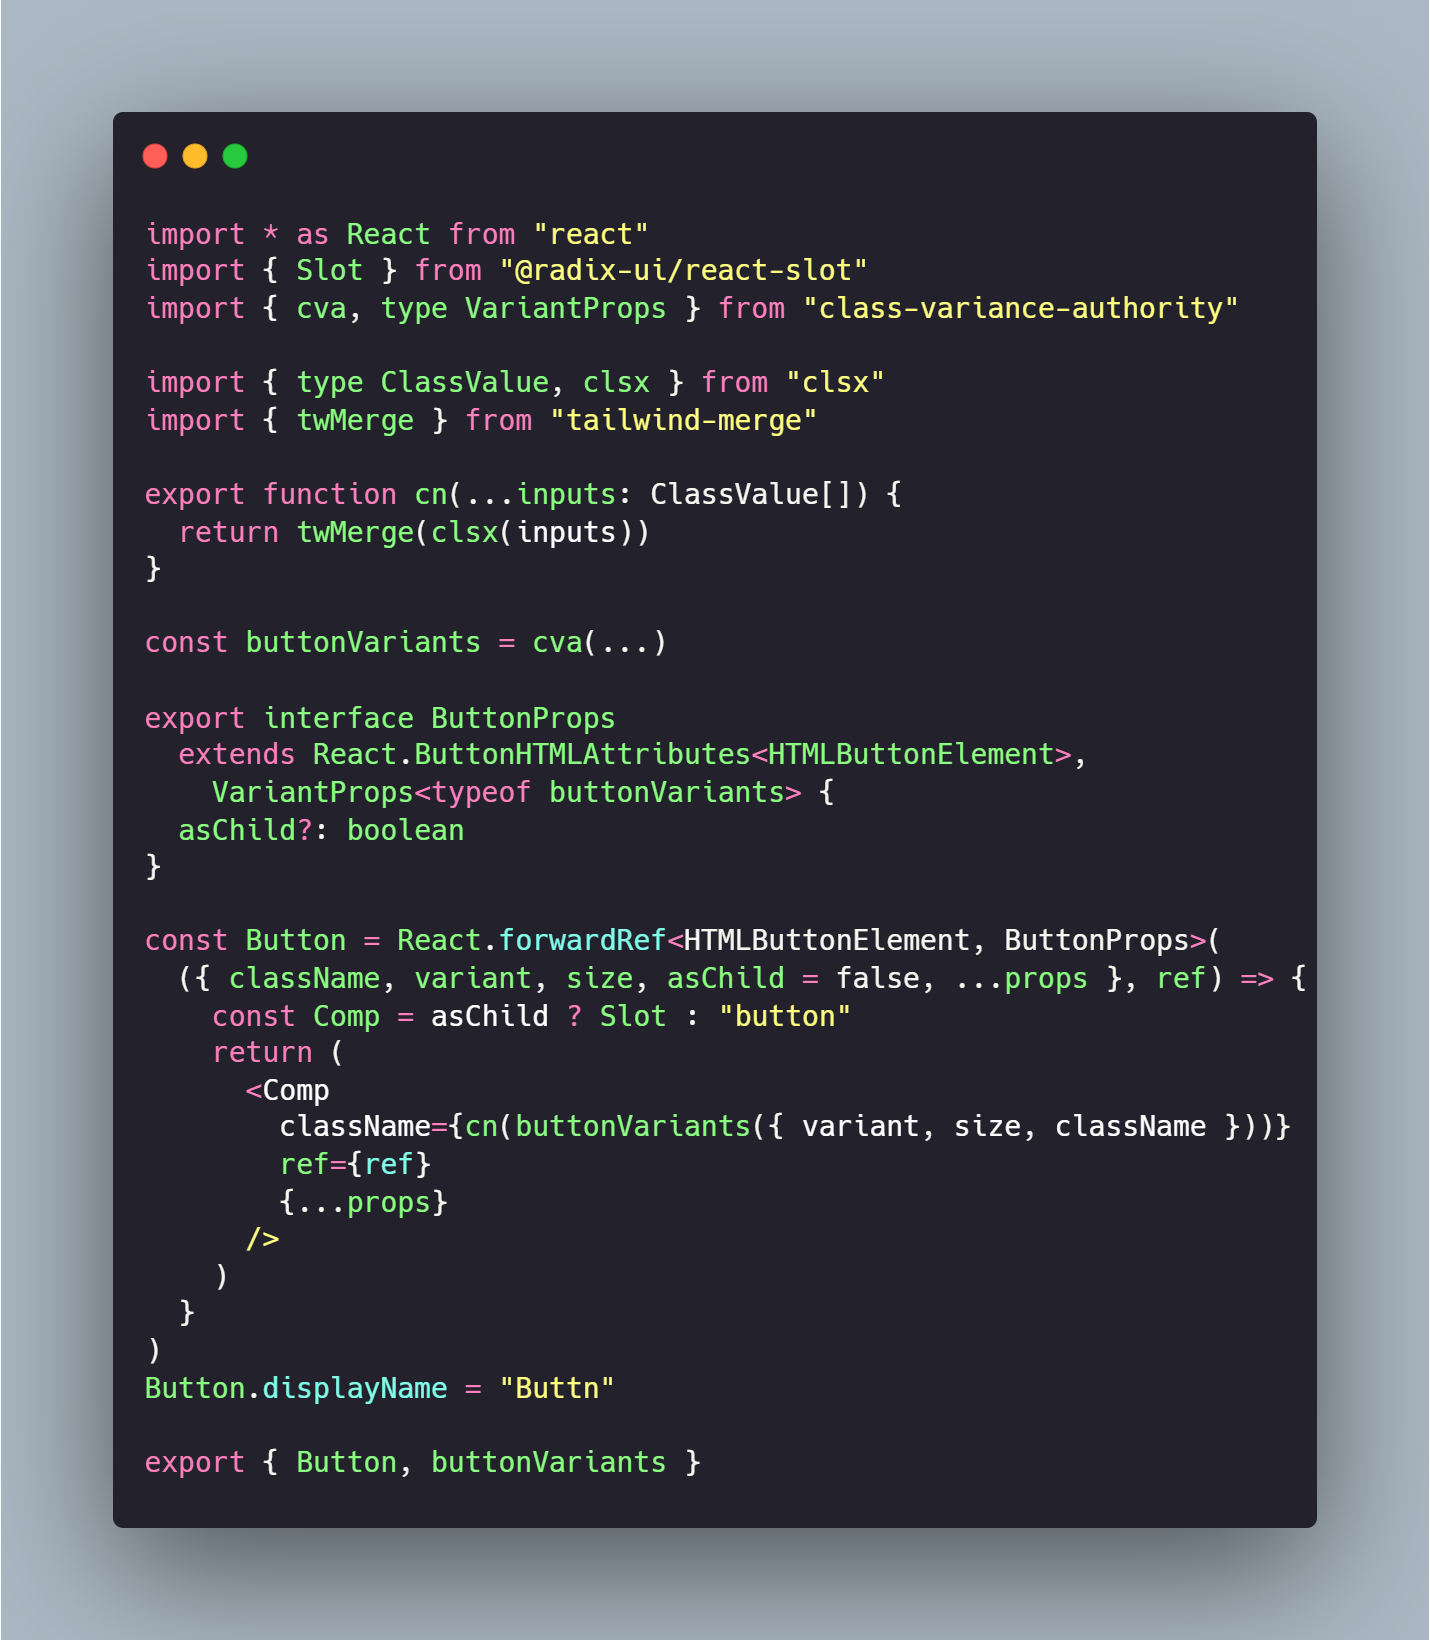 import * as React from "react"
import { Slot } from "@radix-ui/react-slot"
import { cva, type VariantProps } from "class-variance-authority"

import { type ClassValue, clsx } from "clsx"
import { twMerge } from "tailwind-merge"

export function cn(...inputs: ClassValue[]) {
  return twMerge(clsx(inputs))
}

const buttonVariants = cva(...)

export interface ButtonProps
  extends React.ButtonHTMLAttributes<HTMLButtonElement>,
    VariantProps<typeof buttonVariants> {
  asChild?: boolean
}

const Button = React.forwardRef<HTMLButtonElement, ButtonProps>(
  ({ className, variant, size, asChild = false, ...props }, ref) => {
    const Comp = asChild ? Slot : "button"
    return (
      <Comp
        className={cn(buttonVariants({ variant, size, className }))}
        ref={ref}
        {...props}
      />
    )
  }
)
Button.displayName = "Buttn"

export { Button, buttonVariants }